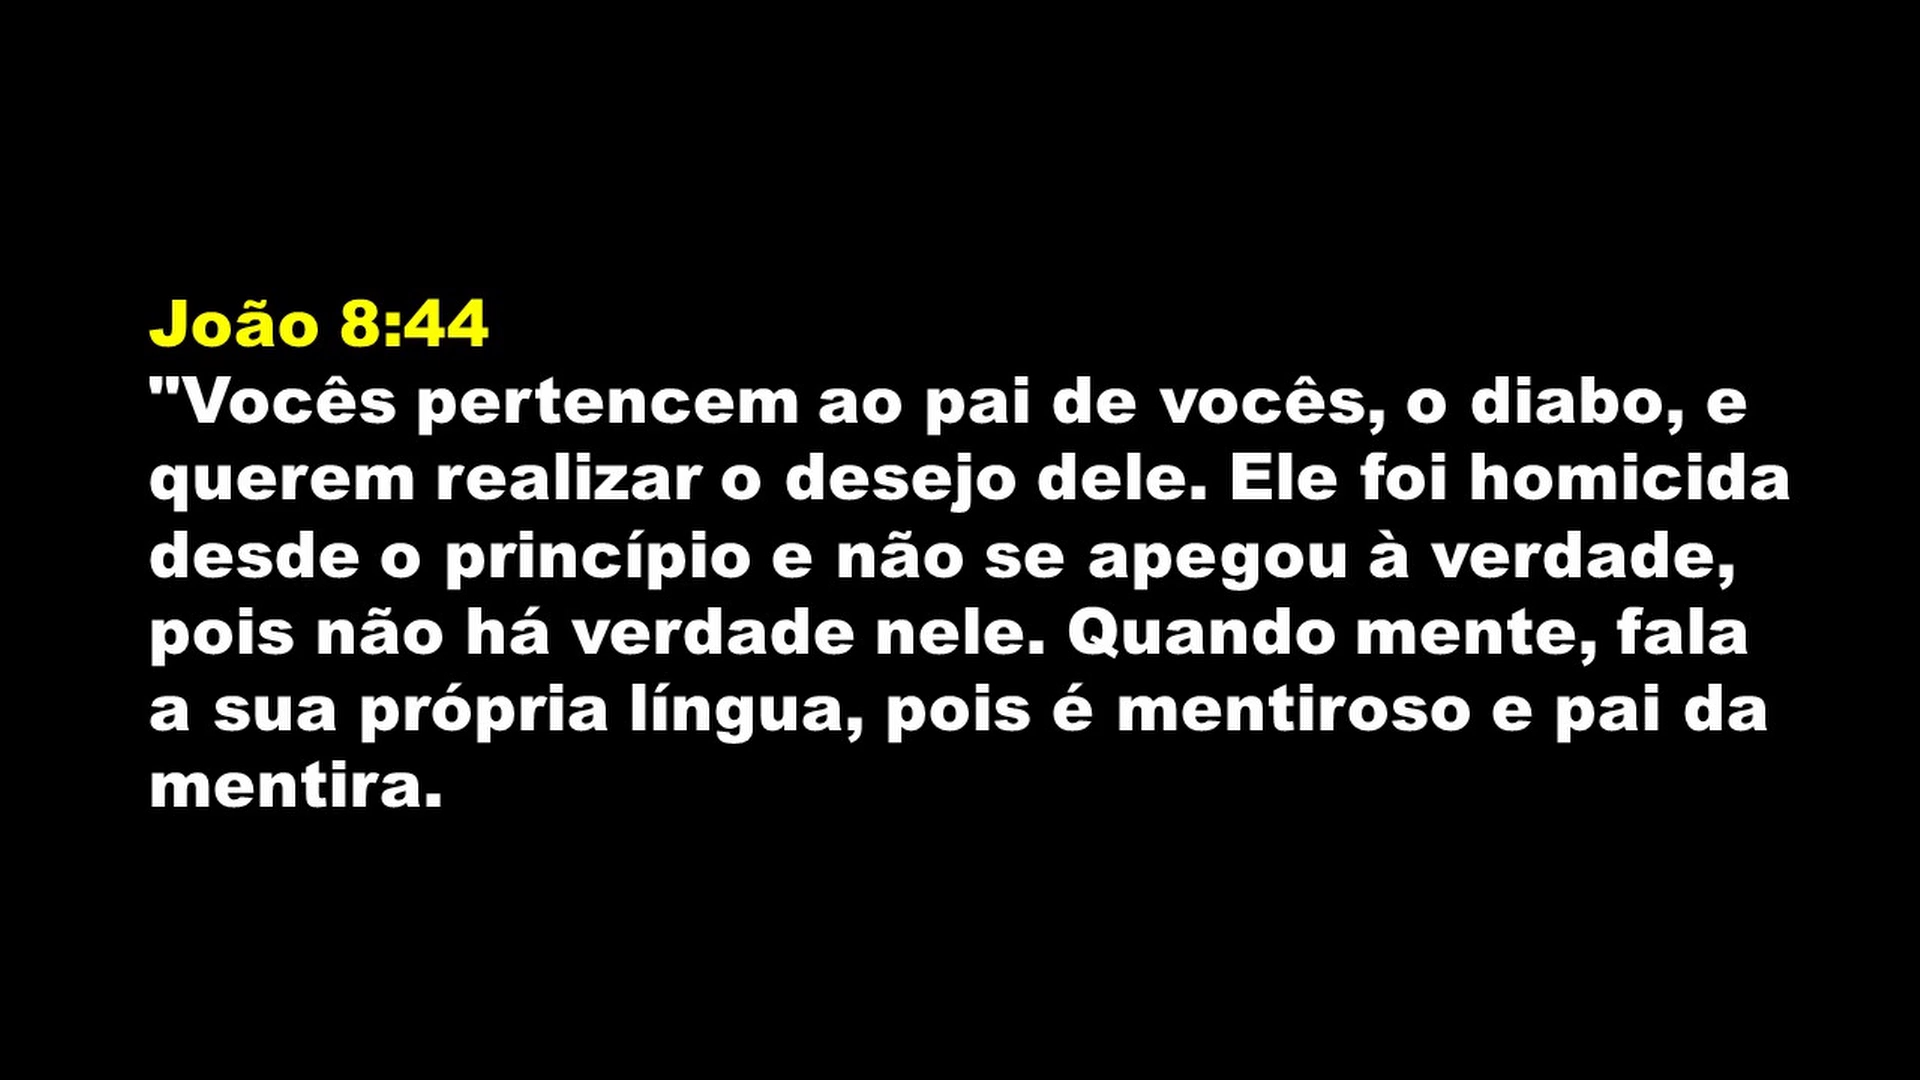 João 8:44
"Vocês pertencem ao pai de vocês, o diabo, e
querem realizar o desejo dele. Ele foi homicida
desde o princípio e não se apegou à verdade,
pois não há verdade nele. Quando mente, fala
a sua própria língua, pois é mentiroso e pai da
mentira.